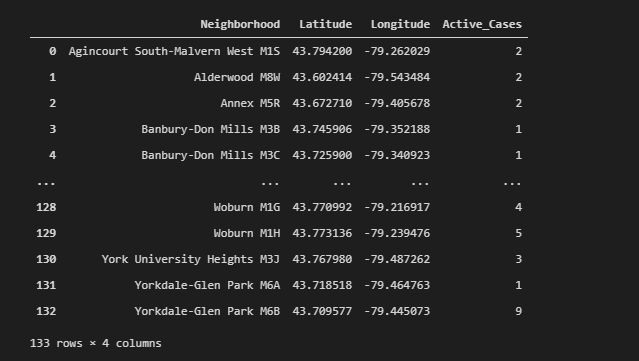 Neighborhood Latitude Longitude Active_Cases
0 Agincourt South-Malvern West M1S 43.794200 -79.262029 2
1 Alderwood M8W 43.602414 -79.543484 2
2 Annex M5R 43.672710 -79.405678 2
3 Banbury-Don Mills M3B 43.745906 -79.352188 1
4 Banbury-Don Mills M3C 43.725900 -79.340923 1
... ... ... ... ...
128 Woburn M1G 43.770992 -79.216917 4
129 Woburn M1H 43.773136 -79.239476 5
130 York University Heights M3J 43.767980 -79.487262 3
131 Yorkdale-Glen Park M6A 43.718518 -79.464763 1
132 Yorkdale-Glen Park M6B 43.709577 -79.445073 9
133 rows × 4 columns